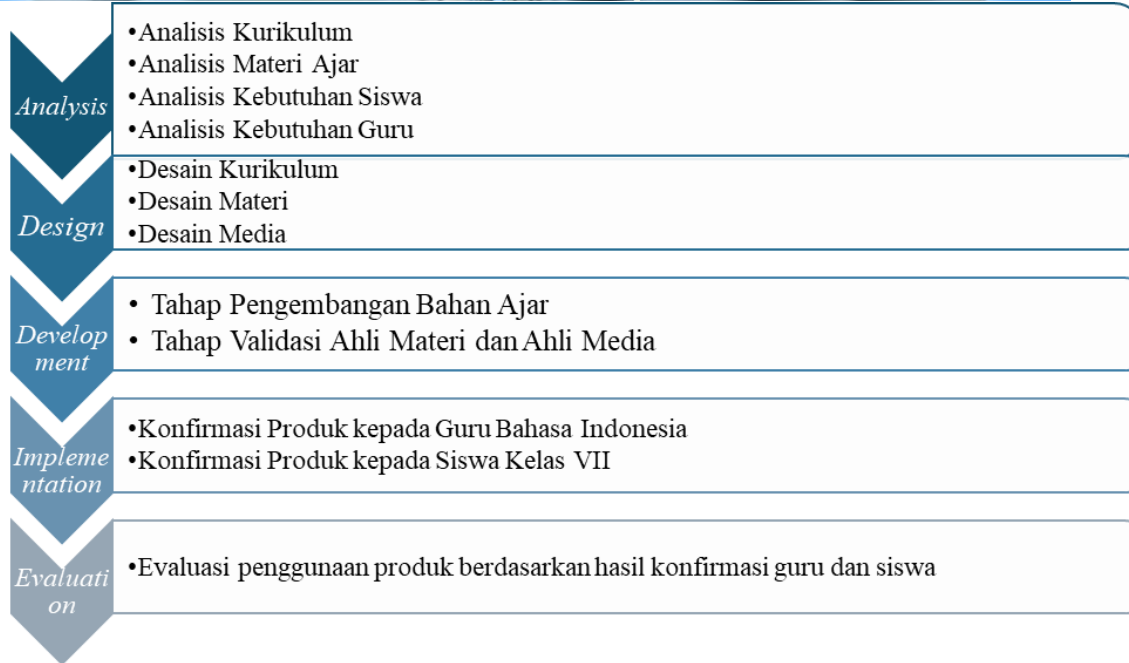 Analysis
•Analisis Kurikulum
•Analisis Materi Ajar
•Analisis Kebutuhan Siswa
•Analisis Kebutuhan Guru
Design
•Desain Kurikulum
•Desain Materi
•Desain Media
Develop
ment
• Tahap Pengembangan Bahan Ajar
• Tahap Validasi Ahli Materi dan Ahli Media
Impleme
ntation
•Konfirmasi Produk kepada Guru Bahasa Indonesia
•Konfirmasi Produk kepada Siswa Kelas VII
Evaluati
on
•Evaluasi penggunaan produk berdasarkan hasil konfirmasi guru dan siswa